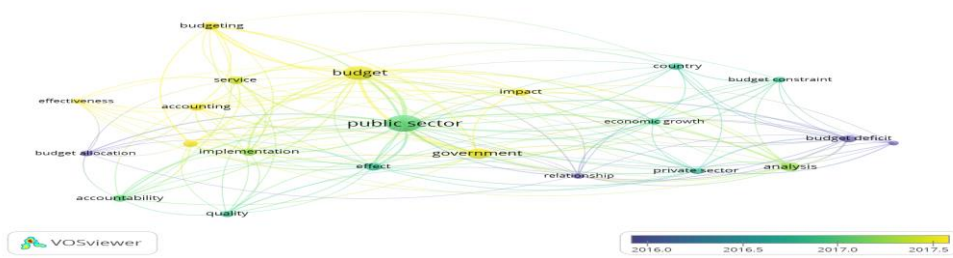 budgeting
budget
country
service
budget constraint
effectiveness
impact
accounting
public sector
economic growth
budget deficit
budget allocation
implementation
government
effect
analysis
relationship
private sector
accountability
quality
VOSviewer
2016.0 2016.5 2017.0 2017.5